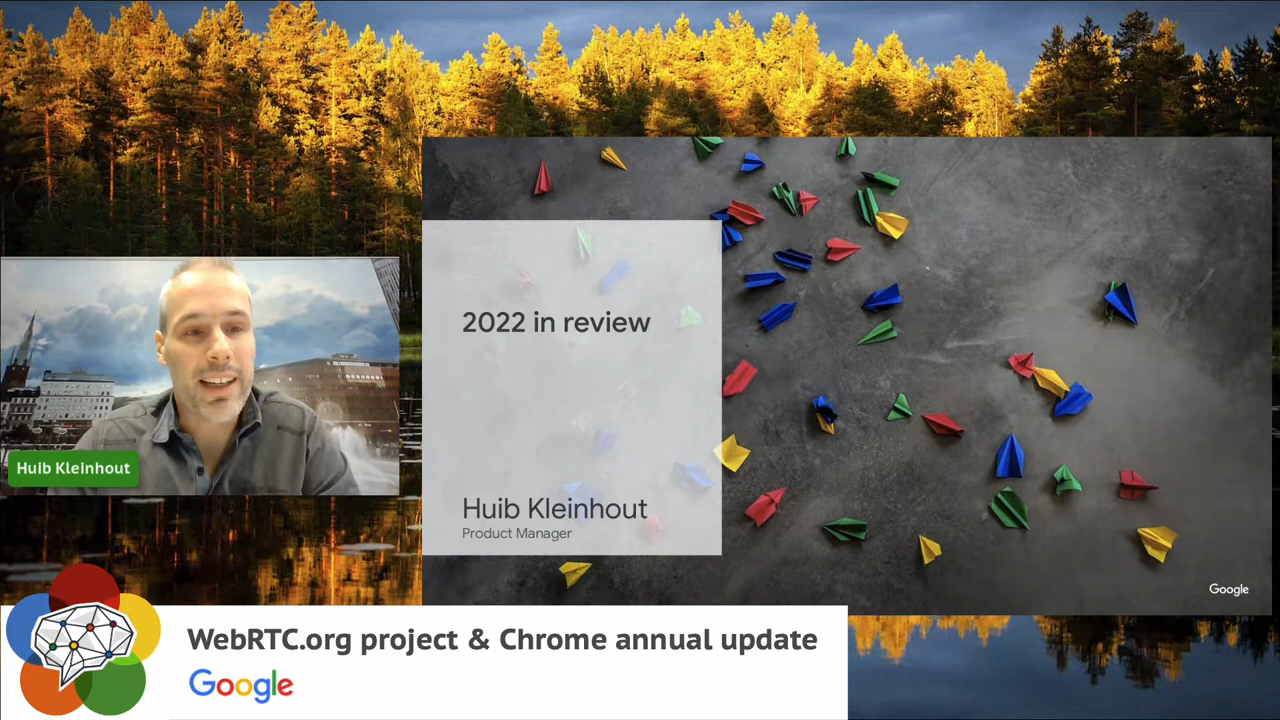 2022 in review
Huib Kleinhout
Huib Kleinhout
Product Manager
Google
WebRTC.org project & Chrome annual update
Google